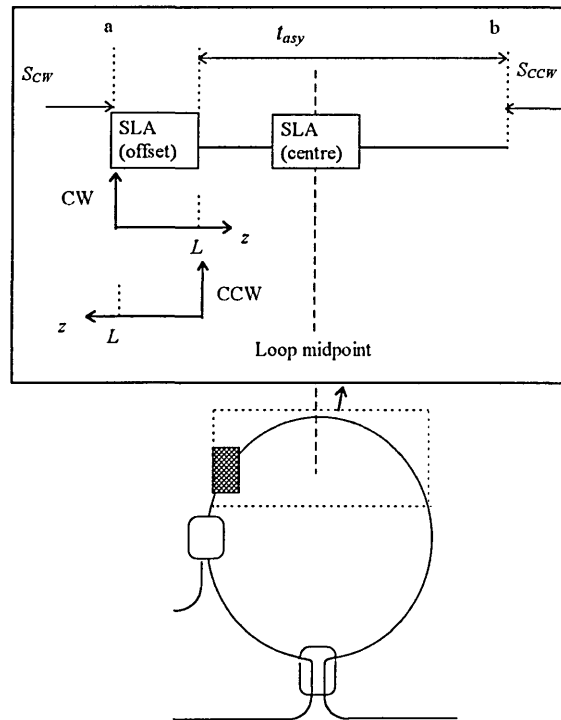 a
t_asy
b
S_CW
S_CCW
SLA
(offset)
SLA
(centre)
CW
L
z
CCW
z
L
Loop midpoint